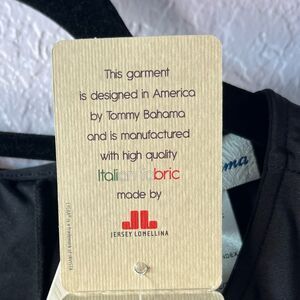 This garment
is designed in America
by Tommy Bahama
and is manufactured
with high quality
Italian fabric
made by
JL
JERSEY LOMELLINA